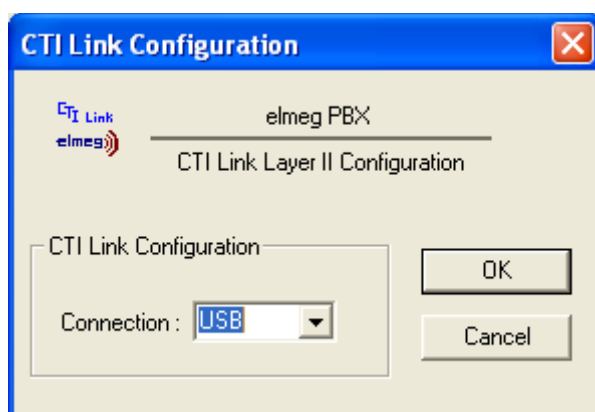 CTI Link Configuration
CTI Link
elmeg
elmeg PBX
CTI Link Layer II Configuration
CTI Link Configuration
Connection : USB
OK
Cancel